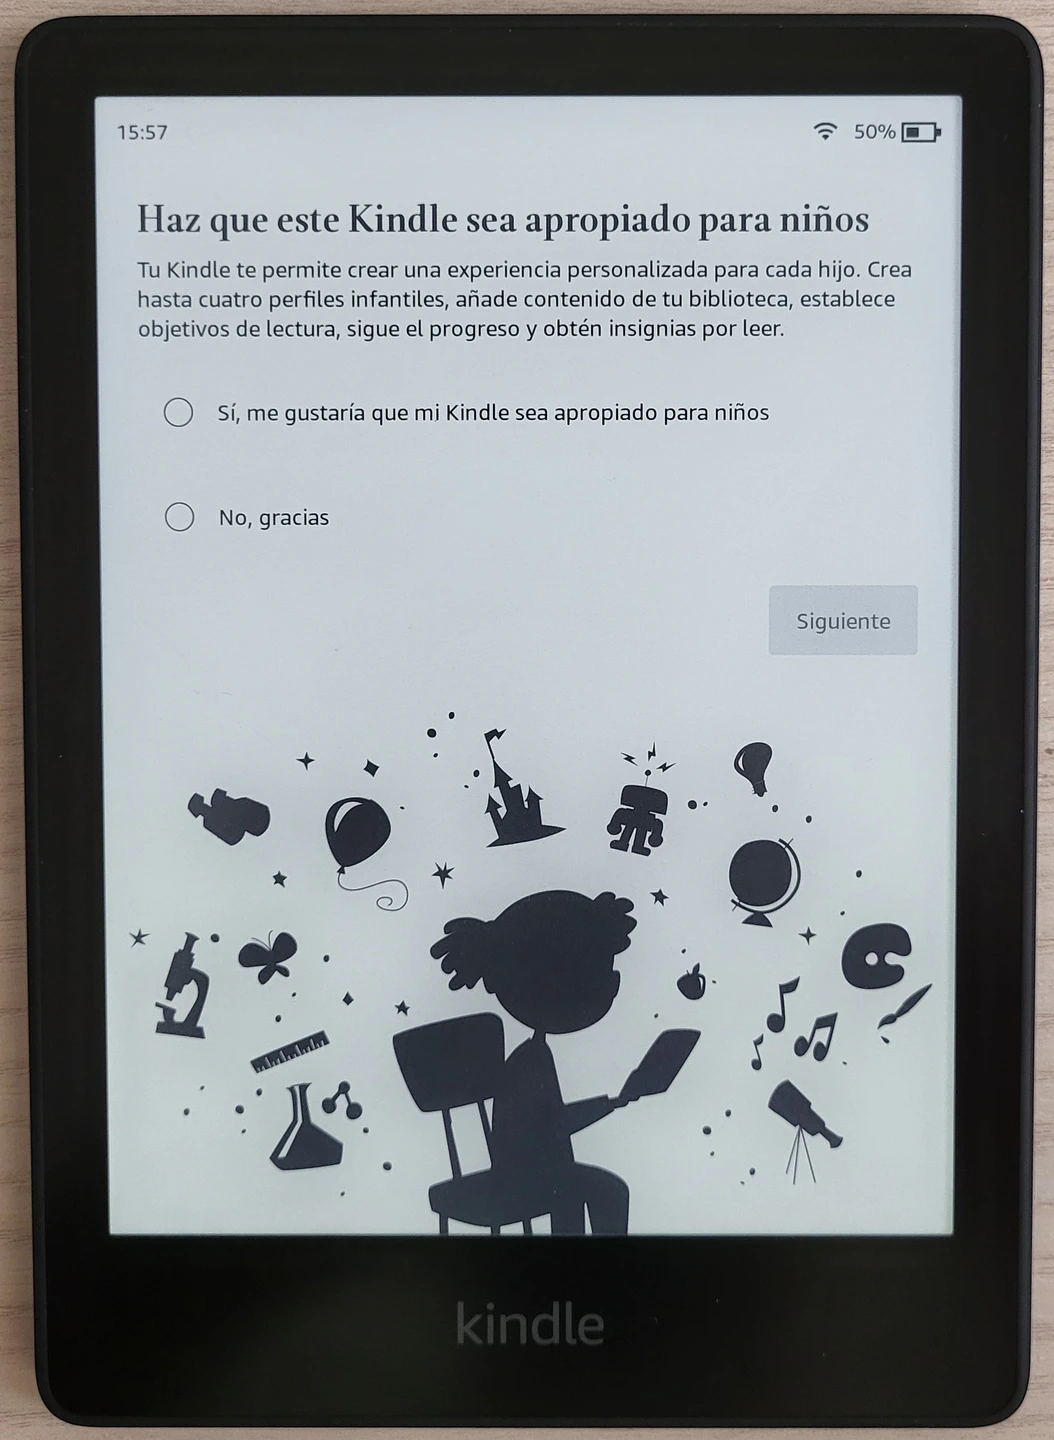 15:57
50%
Haz que este Kindle sea apropiado para niños
Tu Kindle te permite crear una experiencia personalizada para cada hijo. Crea
hasta cuatro perfiles infantiles, añade contenido de tu biblioteca, establece
objetivos de lectura, sigue el progreso y obtén insignias por leer.
Sí, me gustaría que mi Kindle sea apropiado para niños
No, gracias
Siguiente
kindle